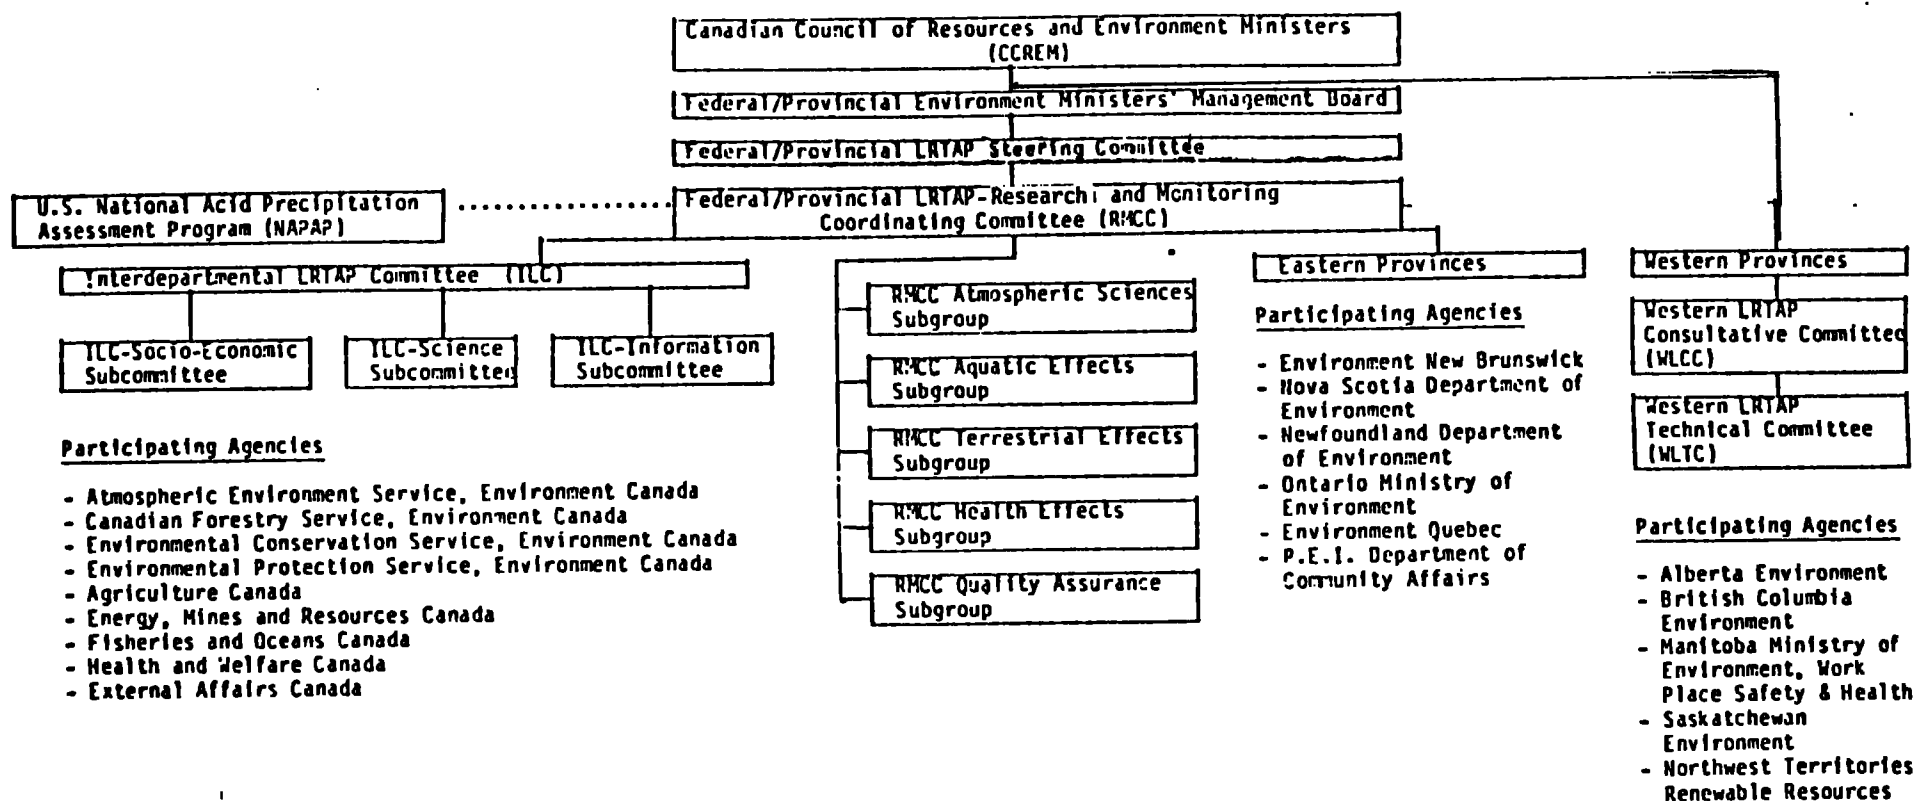 Canadian Council of Resources and Environment Ministers
(CCREM)
Federal/Provincial Environment Ministers' Management Board
Federal/Provincial LRTAP Steering Committee
Federal/Provincial LRTAP-Research and Monitoring
Coordinating Committee (RMCC)
U.S. National Acid Precipitation
Assessment Program (NAPAP)
Interdepartmental LRTAP Committee (ILC)
ILC-Socio-Economic
Subcommittee
ILC-Science
Subcommittee
ILC-Information
Subcommittee
Participating Agencies
- Atmospheric Environment Service, Environment Canada
- Canadian Forestry Service, Environment Canada
- Environmental Conservation Service, Environment Canada
- Environmental Protection Service, Environment Canada
- Agriculture Canada
- Energy, Mines and Resources Canada
- Fisheries and Oceans Canada
- Health and Welfare Canada
- External Affairs Canada
RMCC Atmospheric Sciences
Subgroup
RMCC Aquatic Effects
Subgroup
RMCC Terrestrial Effects
Subgroup
RMCC Health Effects
Subgroup
RMCC Quality Assurance
Subgroup
Eastern Provinces
Participating Agencies
- Environment New Brunswick
- Nova Scotia Department of
Environment
- Newfoundland Department
of Environment
- Ontario Ministry of
Environment
- Environment Quebec
- P.E.I. Department of
Community Affairs
Western Provinces
Western LRTAP
Consultative Committee
(WLCC)
Western LRTAP
Technical Committee
(WLTC)
Participating Agencies
- Alberta Environment
- British Columbia
Environment
- Manitoba Ministry of
Environment, Work
Place Safety & Health
- Saskatchewan
Environment
- Northwest Territories
Renewable Resources